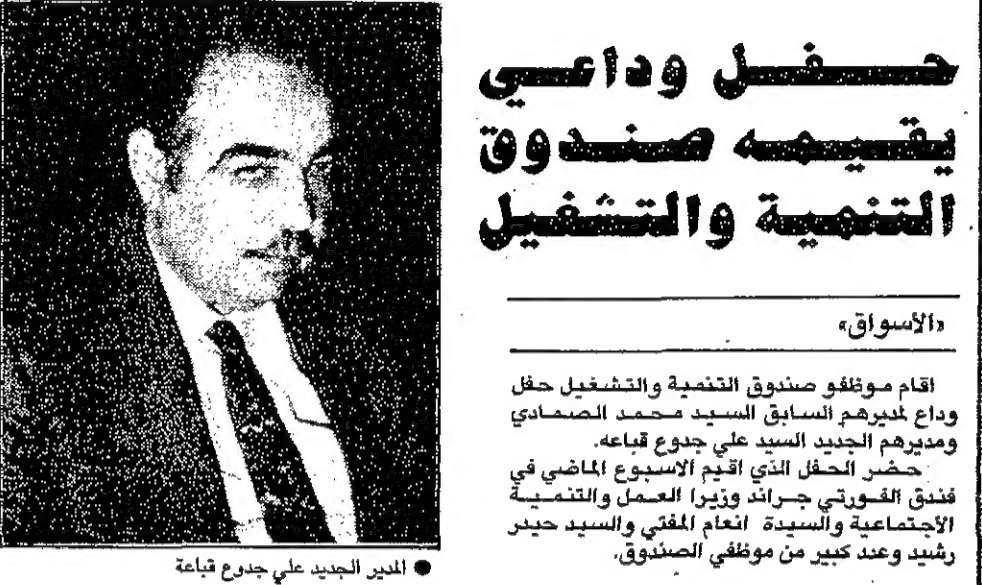 حفل وداعي
يقيمه صندوق
التنمية والتشغيل
«الأسواق»
اقام موظفو صندوق التنمية والتشغيل حفل
وداع لمديرهم السابق السيد محمد الصمادي
ومديرهم الجديد السيد علي جدوع قباعه.
حضر الحفل الذي اقيم الاسبوع الماضي في
فندق الفورتي جراند وزيرا العمل والتنمية
الاجتماعية والسيدة انعام المفتي والسيد حيدر
رشيد وعدد كبير من موظفي الصندوق.
● المدير الجديد علي جدوع قباعة